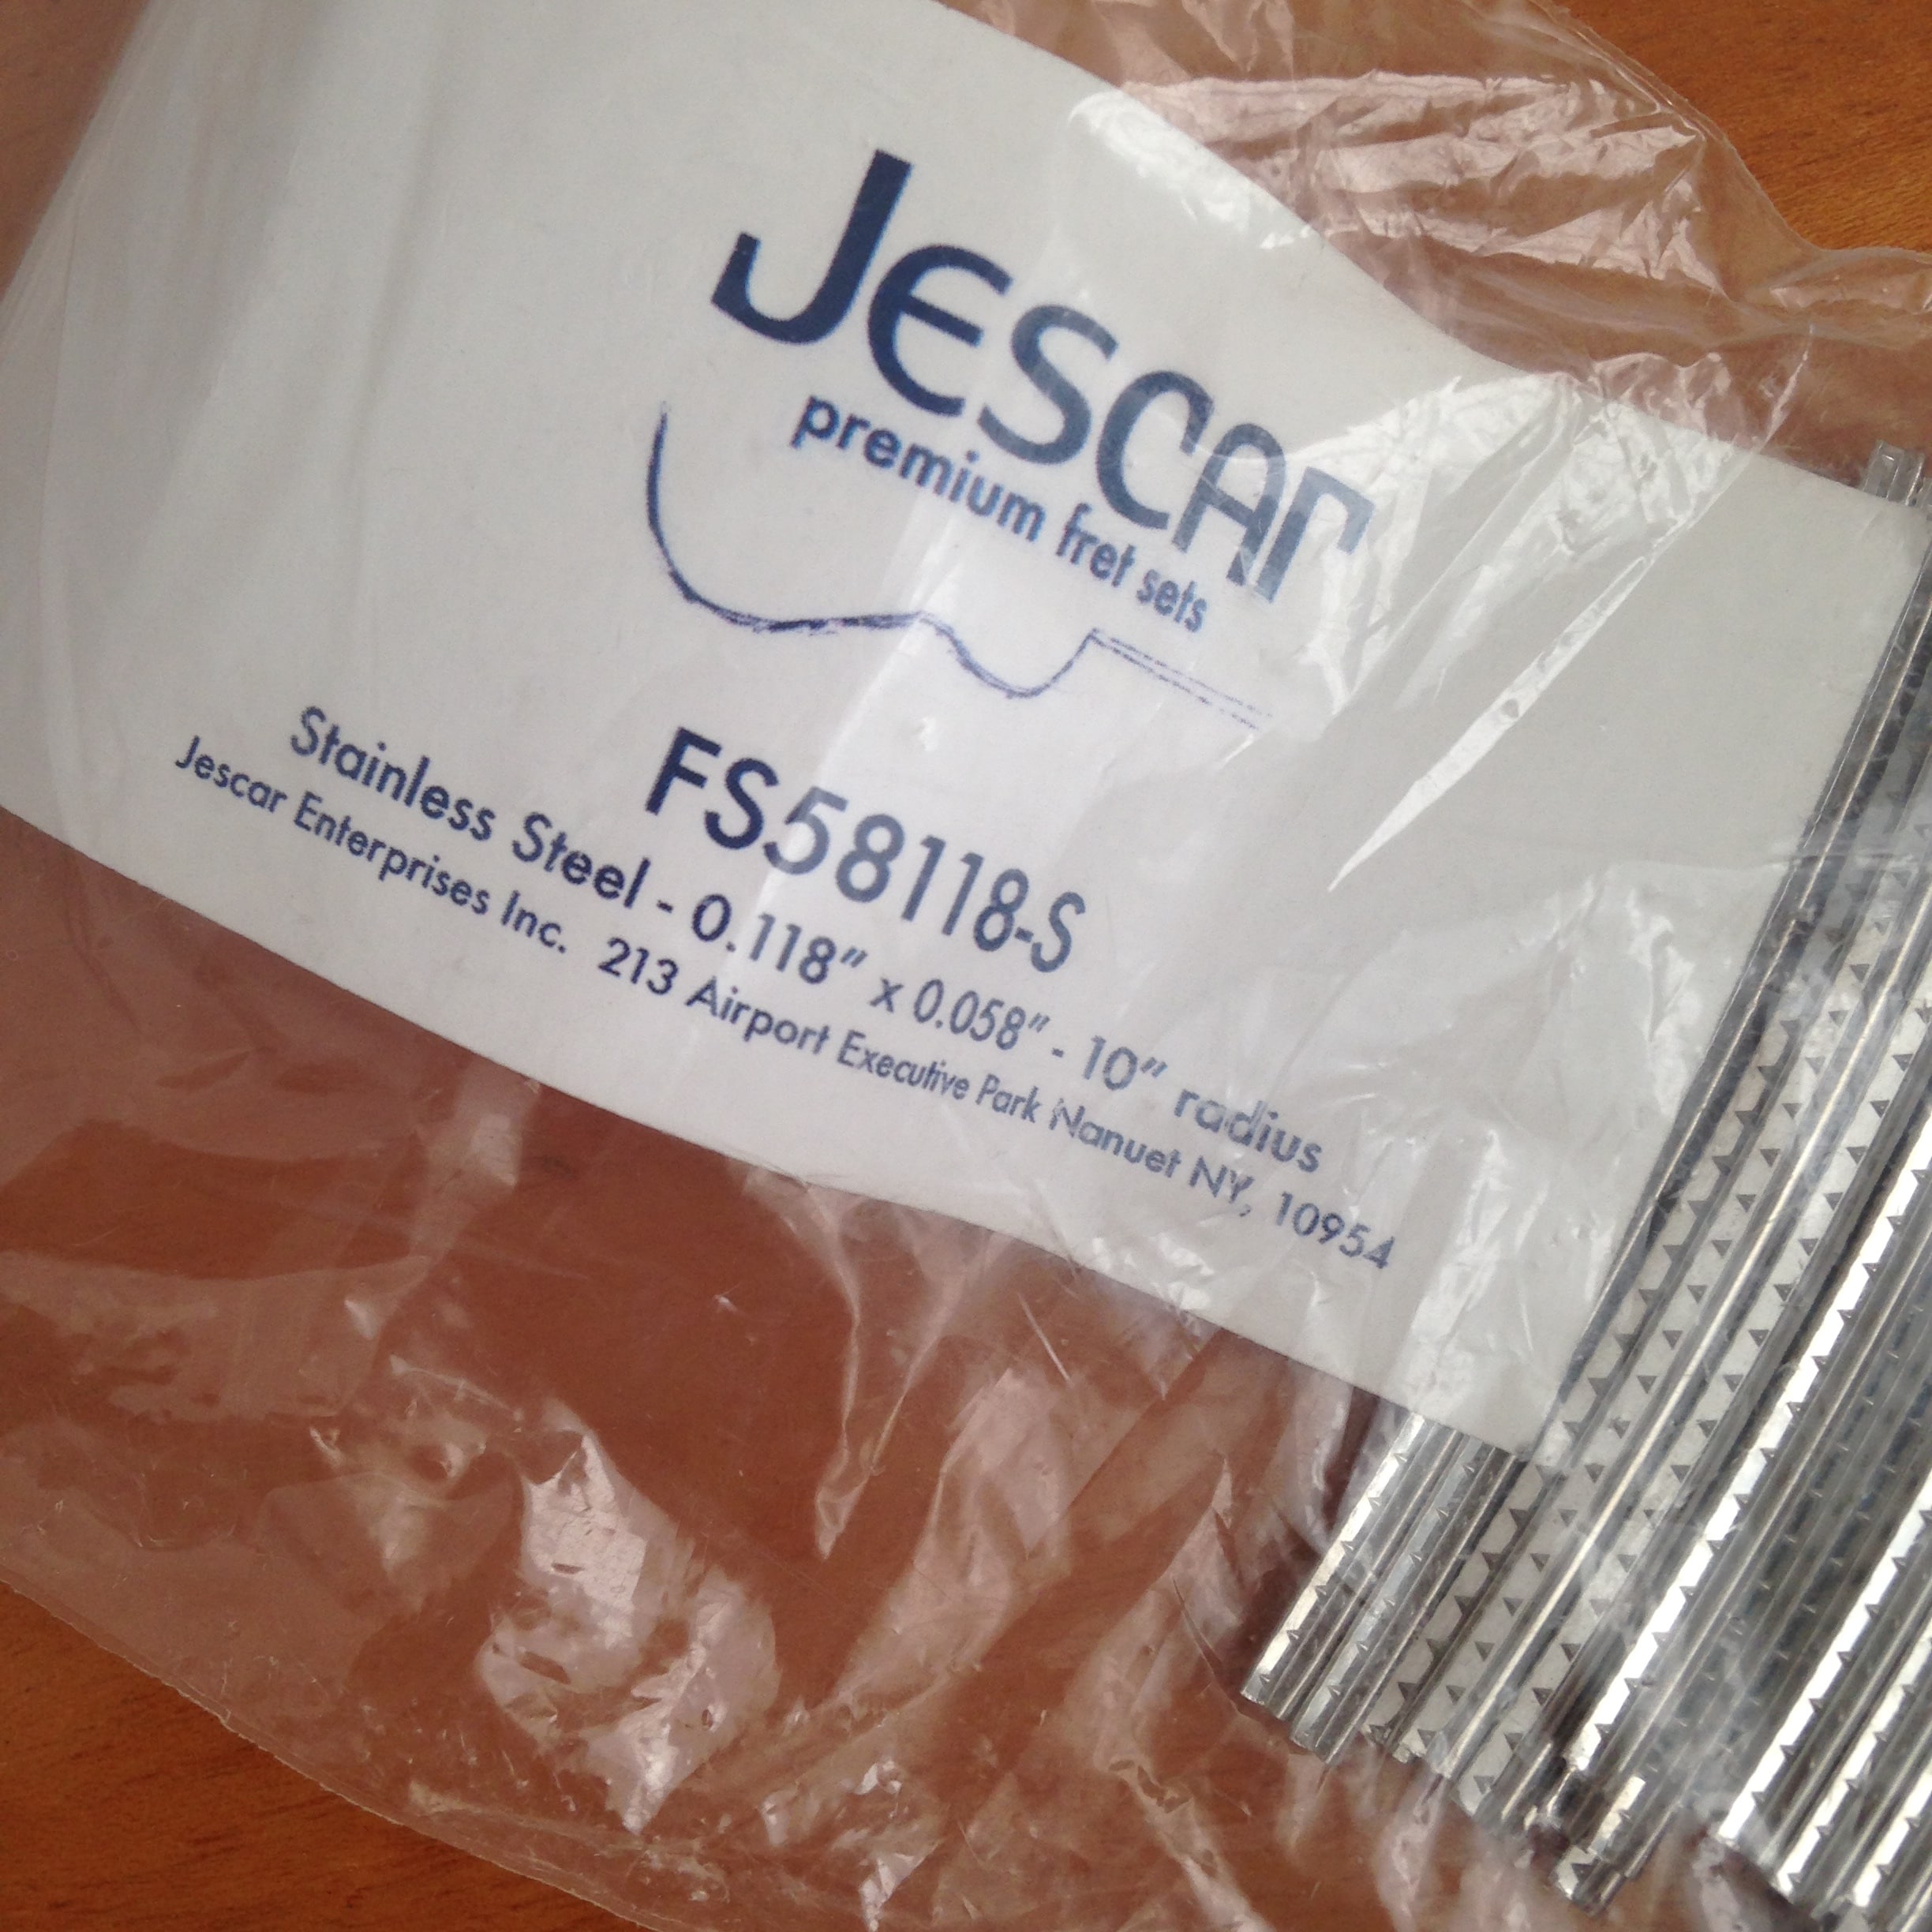 Jescar
premium fret sets
FS58118-S
Stainless Steel - 0.118" x 0.058" - 10" radius
Jescar Enterprises Inc. 213 Airport Executive Park Nanuet NY, 10954